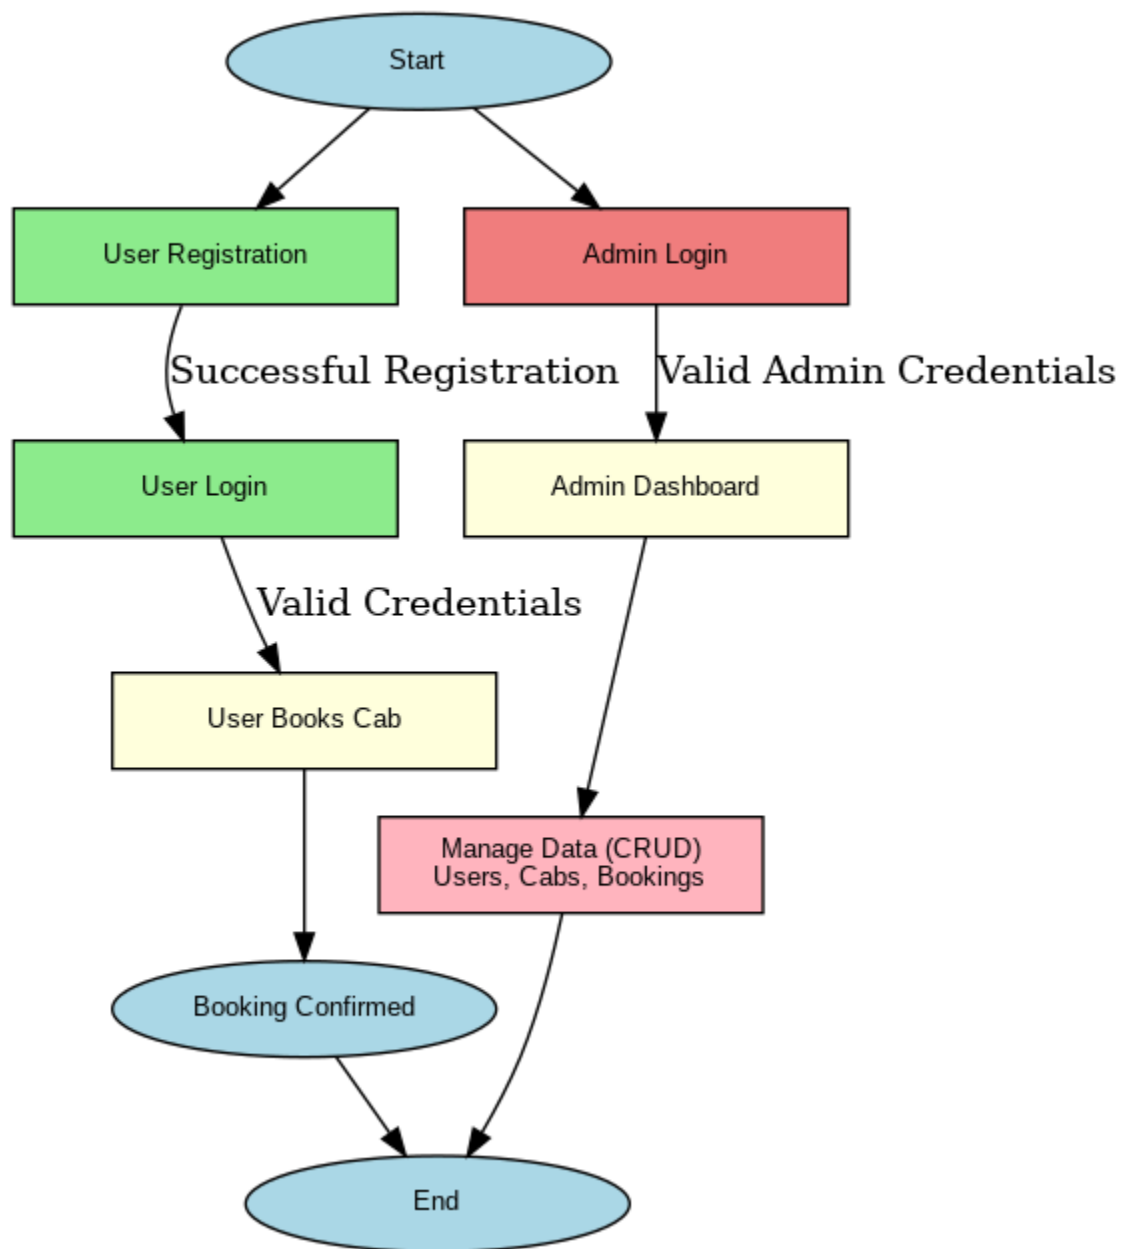 Start
User Registration
Admin Login
Successful Registration
Valid Admin Credentials
User Login
Admin Dashboard
Valid Credentials
User Books Cab
Manage Data (CRUD)
Users, Cabs, Bookings
Booking Confirmed
End